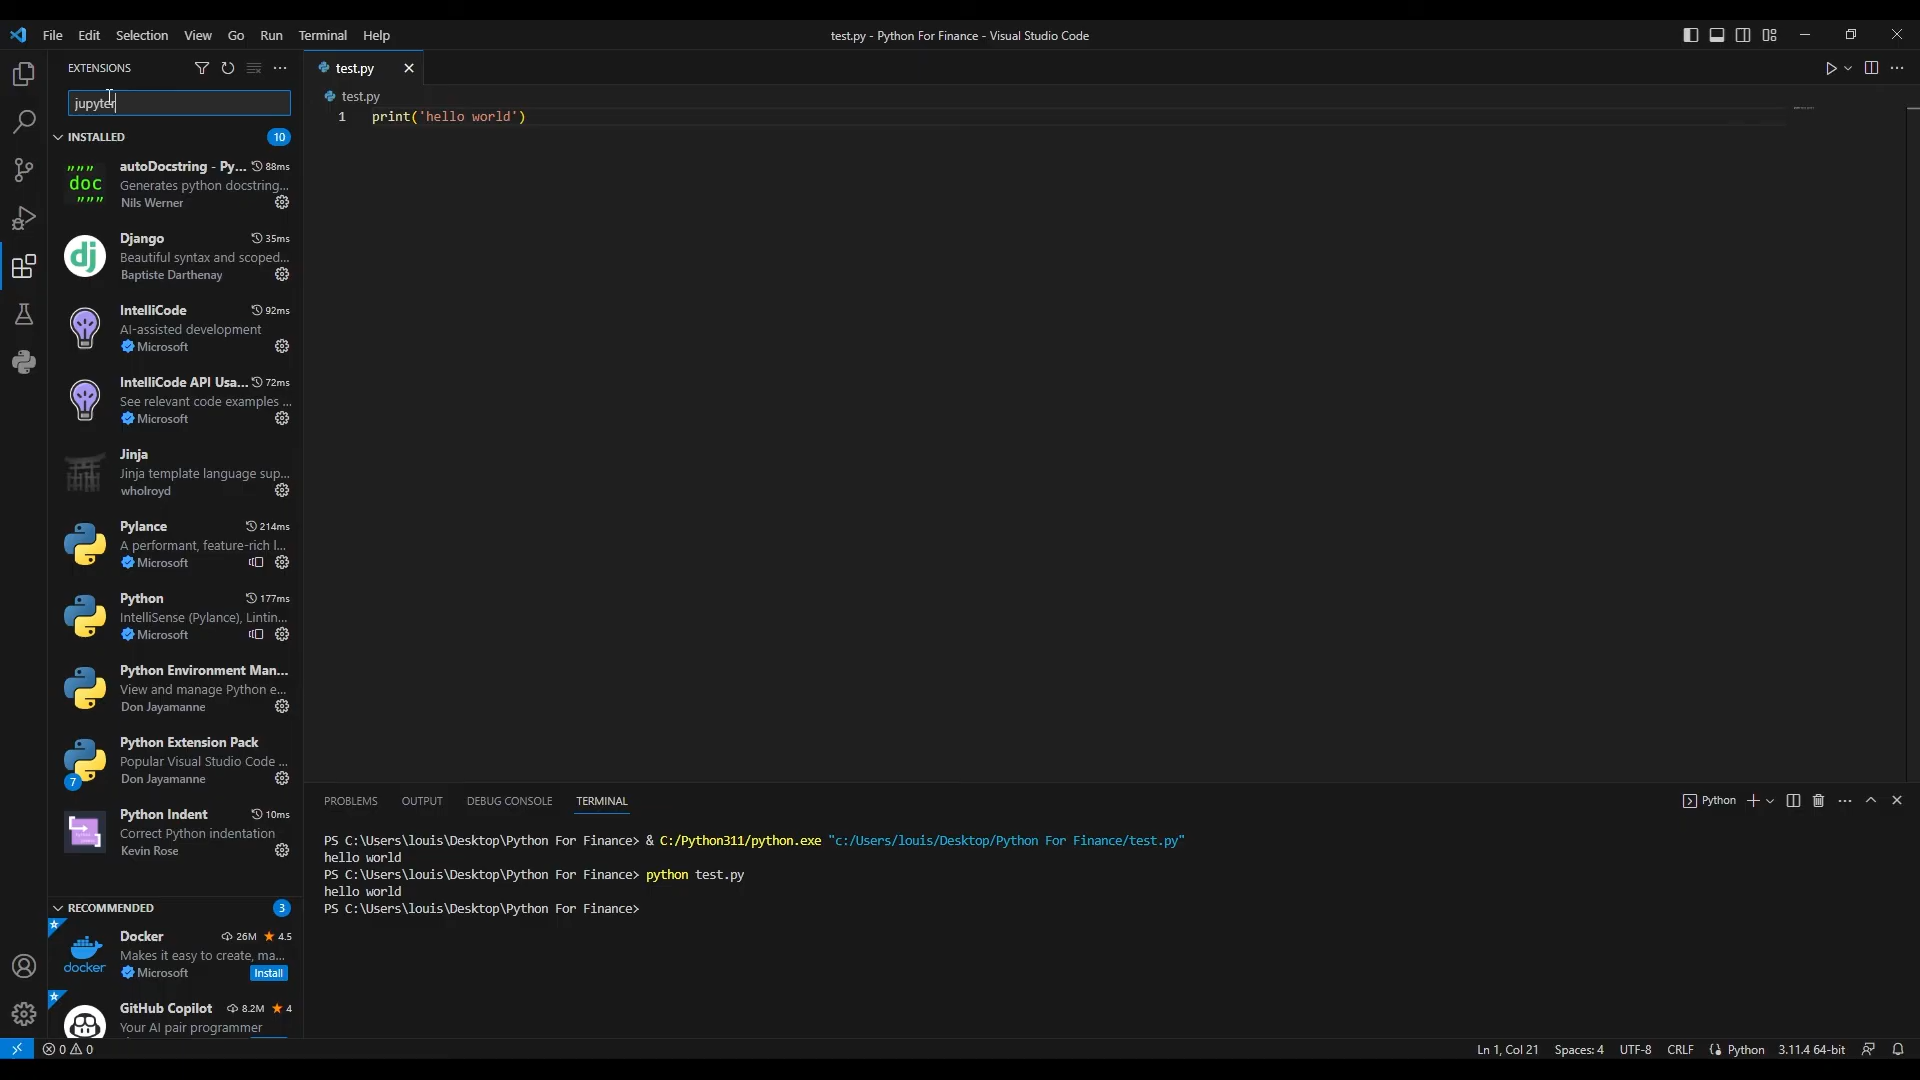 File Edit Selection View Go Run Terminal Help
test.py - Python For Finance - Visual Studio Code
EXTENSIONS
jupyter
INSTALLED 10
autoDocstring - Py... 88ms
Generates python docstring...
Nils Werner
Django 35ms
Beautiful syntax and scoped...
Baptiste Darthenay
IntelliCode 92ms
AI-assisted development
Microsoft
IntelliCode API Usa... 72ms
See relevant code examples ...
Microsoft
Jinja
Jinja template language sup...
wholroyd
Pylance 214ms
A performant, feature-rich l...
Microsoft
Python 177ms
IntelliSense (Pylance), Lintin...
Microsoft
Python Environment Man...
View and manage Python e...
Don Jayamanne
Python Extension Pack
Popular Visual Studio Code ...
Don Jayamanne
7
Python Indent 10ms
Correct Python indentation
Kevin Rose
RECOMMENDED 3
Docker 26M 4.5
Makes it easy to create, ma...
Microsoft Install
GitHub Copilot 8.2M 4
Your AI pair programmer
""" doc """
dj
docker
test.py
test.py
1 print('hello world')
PROBLEMS OUTPUT DEBUG CONSOLE TERMINAL
Python
PS C:\Users\louis\Desktop\Python For Finance> & C:/Python311/python.exe "c:/Users/louis/Desktop/Python For Finance/test.py"
hello world
PS C:\Users\louis\Desktop\Python For Finance> python test.py
hello world
PS C:\Users\louis\Desktop\Python For Finance>
0 0
Ln 1, Col 21 Spaces: 4 UTF-8 CRLF Python 3.11.4 64-bit